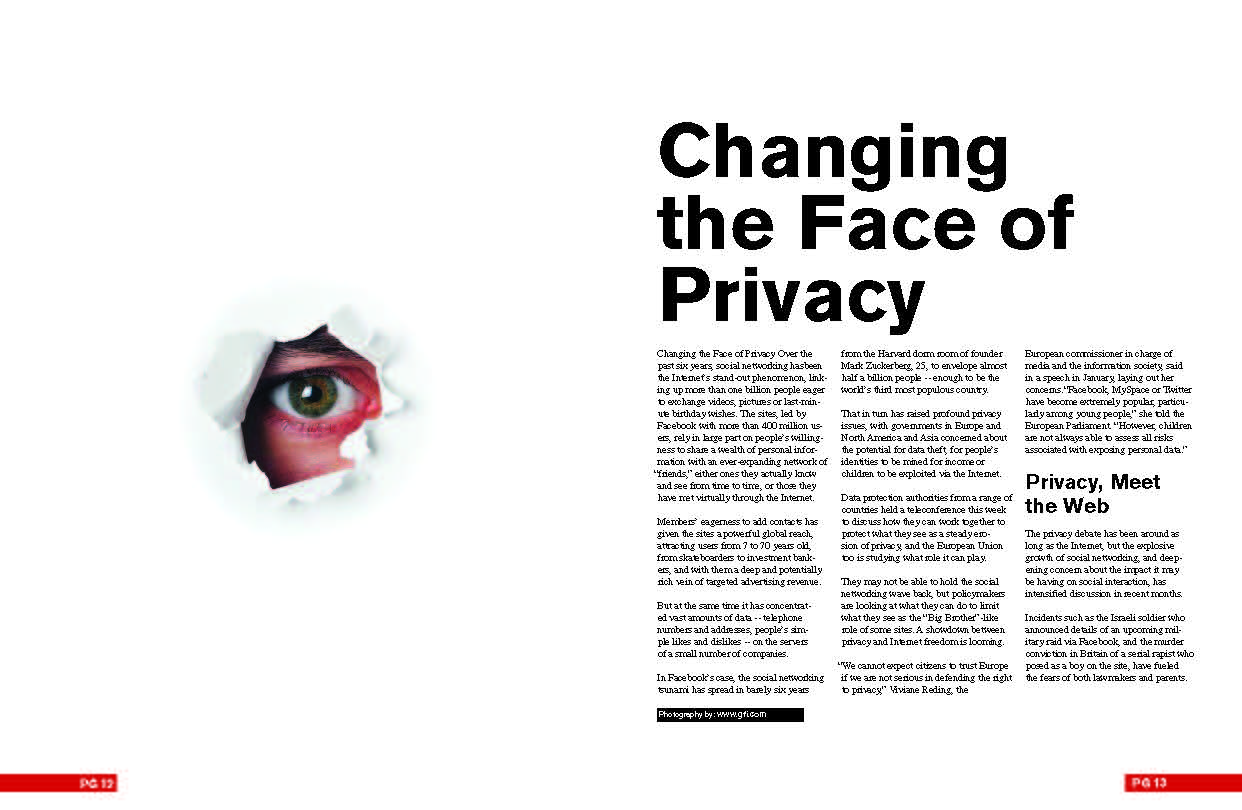 Changing
the Face of
Privacy
Changing the Face of Privacy Over the
past six years, social networking hasbeen
the Internet's stand-out phenomenon, link-
ing up more than one billion people eager
to exchange videos, pictures or last-min-
ute birthday wishes. The sites, led by
Facebook with more than 400 million us-
ers, rely in large part on people's willing-
ness to share a wealth of personal infor-
mation with an ever-expanding network of
"friends," either ones they actually know
and see from time to time, or those they
have met virtually through the Internet.
Members' eagerness to add contacts has
given the sites a powerful global reach,
attracting users from 7 to 70 years old,
from skateboarders to investment bank-
ers, and with them a deep and potentially
rich vein of targeted advertising revenue.
But at the same time it has concentrat-
ed vast amounts of data -- telephone
numbers and addresses, people's sim-
ple likes and dislikes -- on the servers
of a small number of companies.
In Facebook's case, the social networking
tsunami has spread in barely six years
from the Harvard dorm room of founder
Mark Zuckerberg, 25, to envelope almost
half a billion people -- enough to be the
world's third most populous country.
That in turn has raised profound privacy
issues, with governments in Europe and
North America and Asia concerned about
the potential for data theft, for people's
identities to be mined for income or
children to be exploited via the Internet.
Data protection authorities from a range of
countries held a teleconference this week
to discuss how they can work together to
protect what they see as a steady ero-
sion of privacy, and the European Union
too is studying what role it can play.
They may not be able to hold the social
networking wave back, but policymakers
are looking at what they can do to limit
what they see as the "Big Brother"-like
role of some sites. A showdown between
privacy and Internet freedom is looming.
"We cannot expect citizens to trust Europe
if we are not serious in defending the right
to privacy," Viviane Reding, the
European commissioner in charge of
media and the information society, said
in a speech in January, laying out her
concerns."Facebook, MySpace or Twitter
have become extremely popular, particu-
larly among young people," she told the
European Parliament. "However, children
are not always able to assess all risks
associated with exposing personal data."
Privacy, Meet
the Web
The privacy debate has been around as
long as the Internet, but the explosive
growth of social networking, and deep-
ening concern about the impact it may
be having on social interaction, has
intensified discussion in recent months.
Incidents such as the Israeli soldier who
announced details of an upcoming mil-
itary raid via Facebook, and the murder
conviction in Britain of a serial rapist who
posed as a boy on the site, have fueled
the fears of both lawmakers and parents.
Photography by: www.gfi.com
PG 12
PG 13